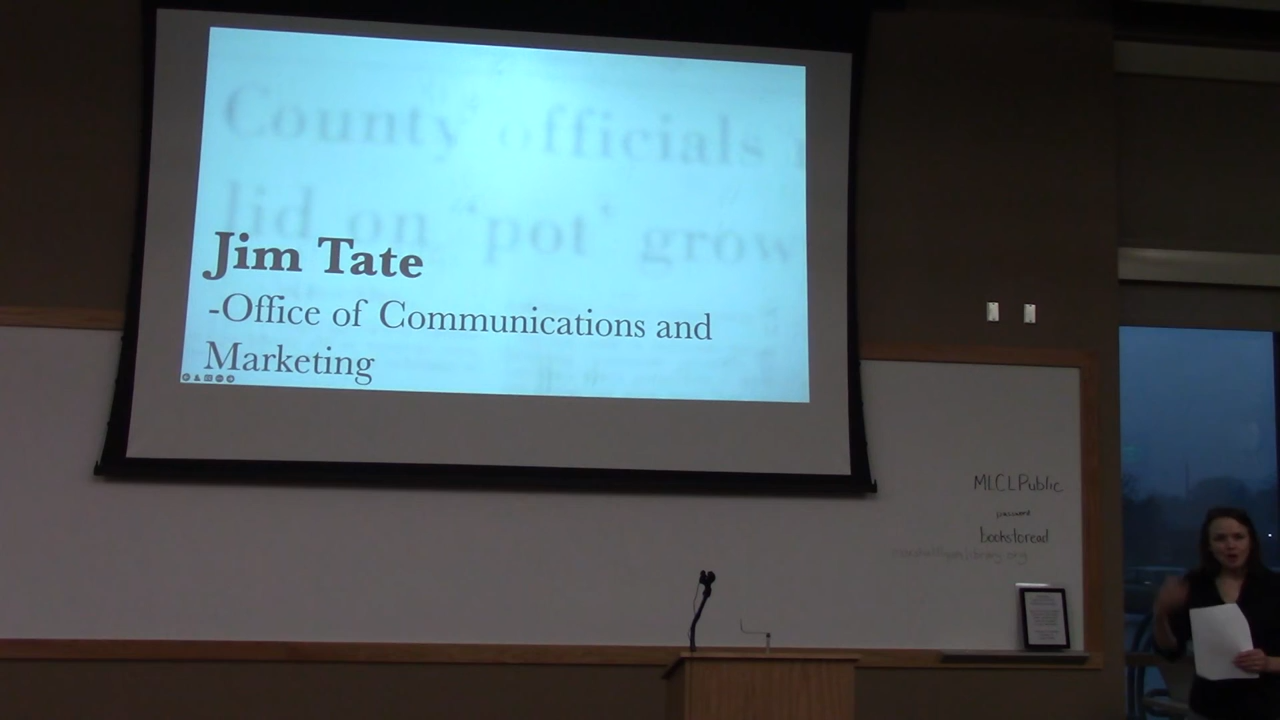 County officials
lid on "pot" grow
Jim Tate
-Office of Communications and
Marketing
MLCLPublic
password
bookstoread